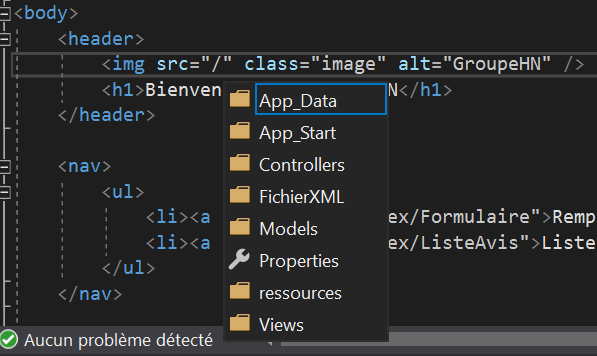 <body>
<header>
<img src="/" class="image" alt="GroupeHN" />
<h1>Bienven N</h1>
</header>
<nav>
<ul>
<li><a ex/Formulaire">Remp
<li><a ex/ListeAvis">Liste
</ul>
</nav>
App_Data
App_Start
Controllers
FichierXML
Models
Properties
ressources
Views
Aucun problème détecté